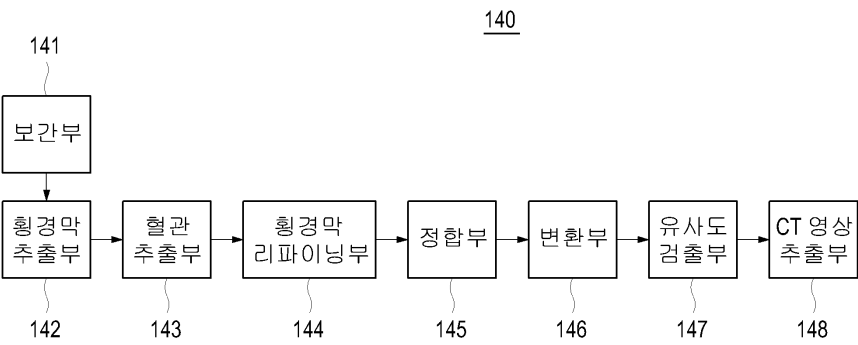 140
141
보간부
횡경막
추출부
혈관
추출부
횡경막
리파이닝부
정합부
변환부
유사도
검출부
CT 영상
추출부
142
143
144
145
146
147
148